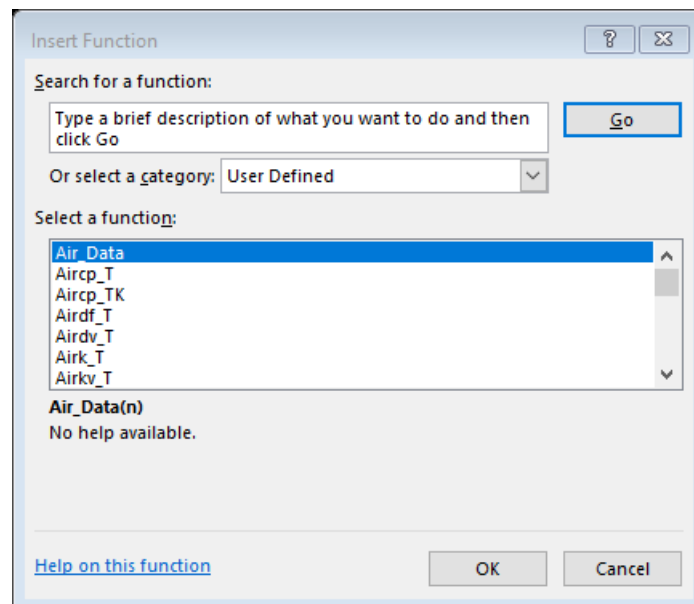 Insert Function
Search for a function:
Type a brief description of what you want to do and then
click Go
Go
Or select a category: User Defined
Select a function:
Air_Data
Aircp_T
Aircp_TK
Airdf_T
Airdv_T
Airk_T
Airkv_T
Air_Data(n)
No help available.
Help on this function
OK
Cancel